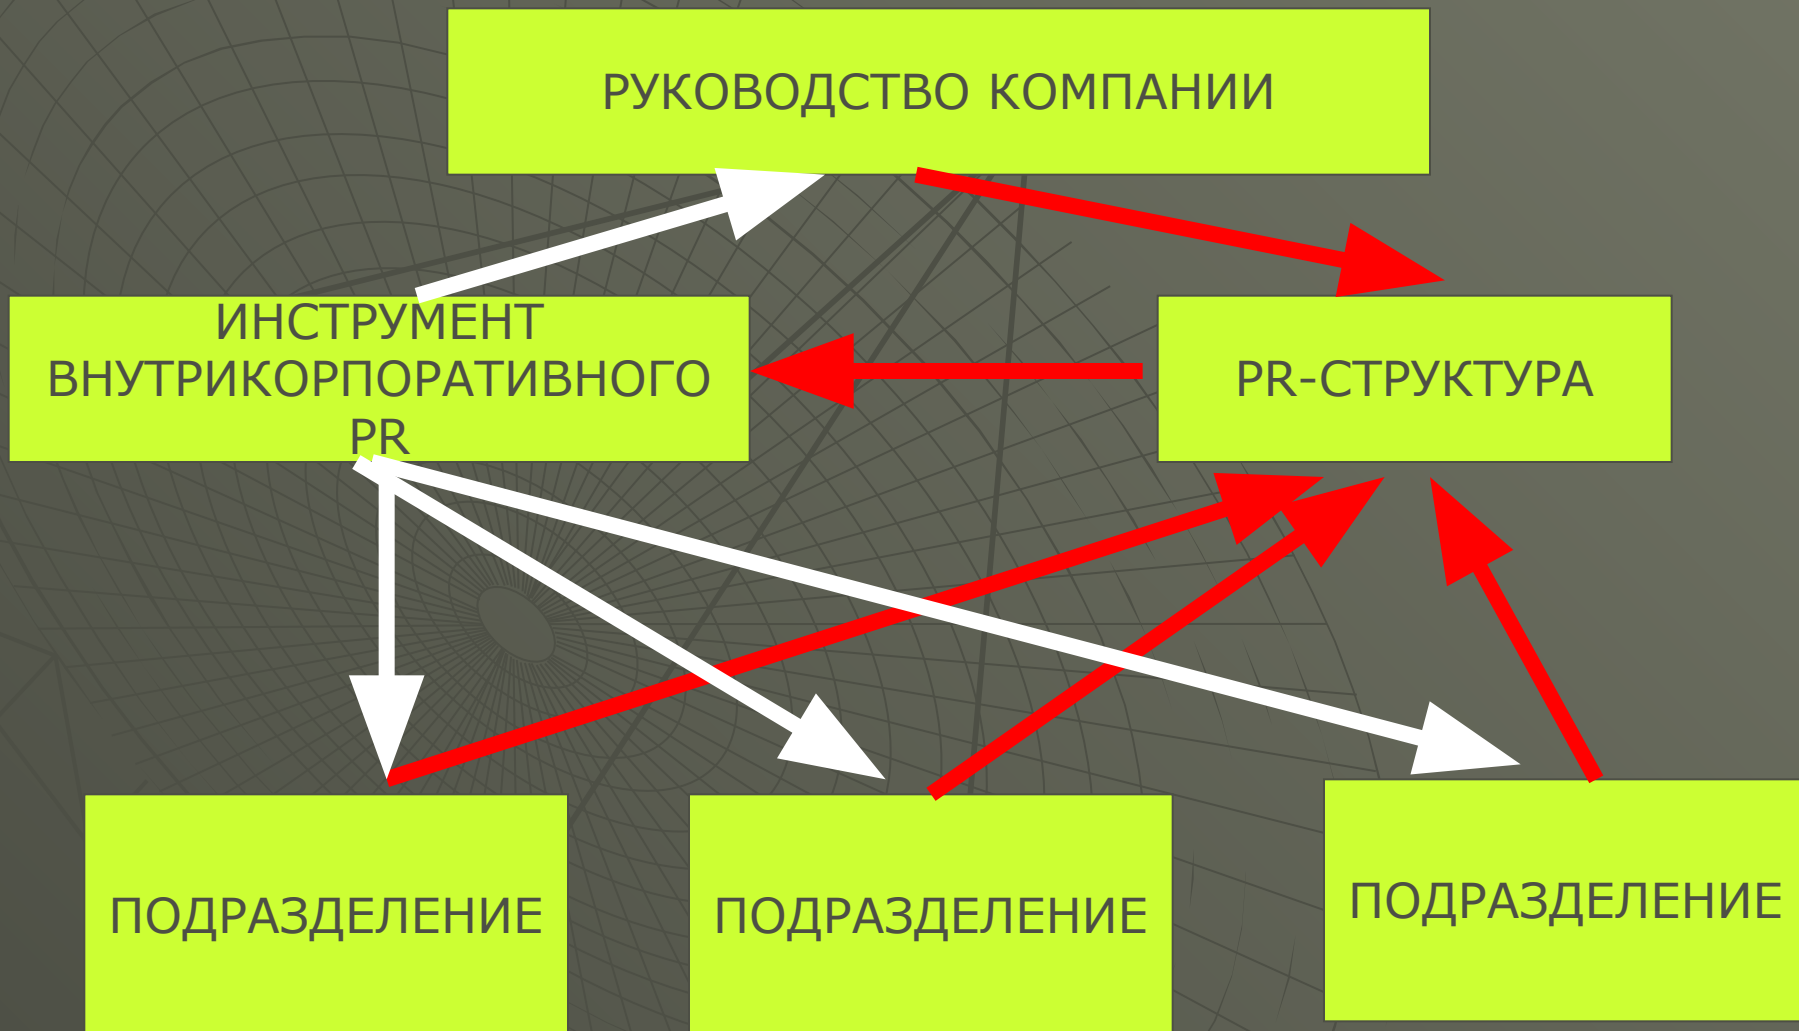 РУКОВОДСТВО КОМПАНИИ
ИНСТРУМЕНТ
ВНУТРИКОРПОРАТИВНОГО
PR
PR-СТРУКТУРА
ПОДРАЗДЕЛЕНИЕ
ПОДРАЗДЕЛЕНИЕ
ПОДРАЗДЕЛЕНИЕ